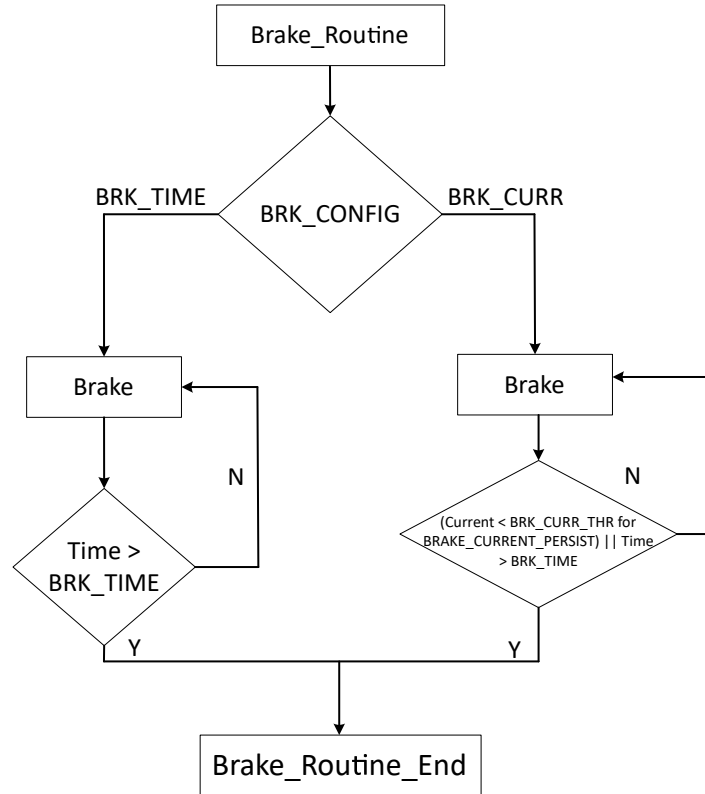 Brake_Routine
BRK_TIME
BRK_CONFIG
BRK_CURR
Brake
Brake
N
N
(Current < BRK_CURR_THR for
BRAKE_CURRENT_PERSIST) || Time
> BRK_TIME
Time >
BRK_TIME
Y
Y
Brake_Routine_End